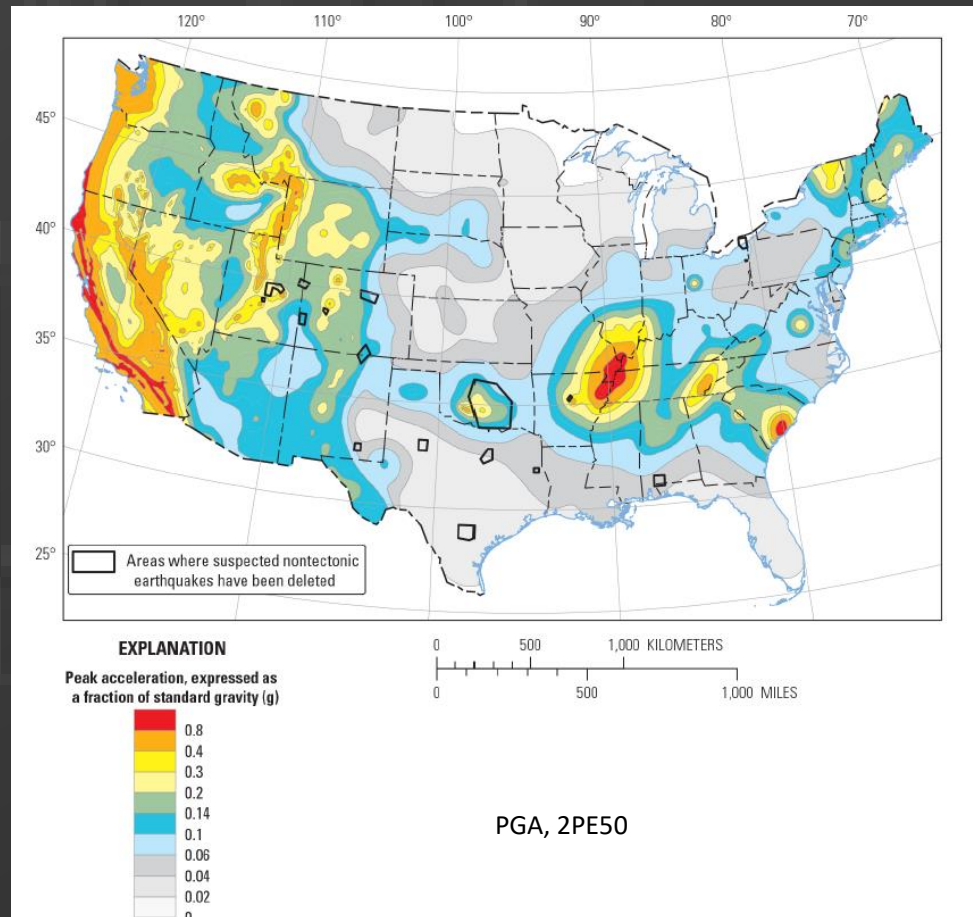 120° 110° 100° 90° 80° 70°
45°
40°
35°
30°
25°
Areas where suspected nontectonic
earthquakes have been deleted
EXPLANATION
Peak acceleration, expressed as
a fraction of standard gravity (g)
0.8
0.4
0.3
0.2
0.14
0.1
0.06
0.04
0.02
0
0 500 1,000 KILOMETERS
0 500 1,000 MILES
PGA, 2PE50